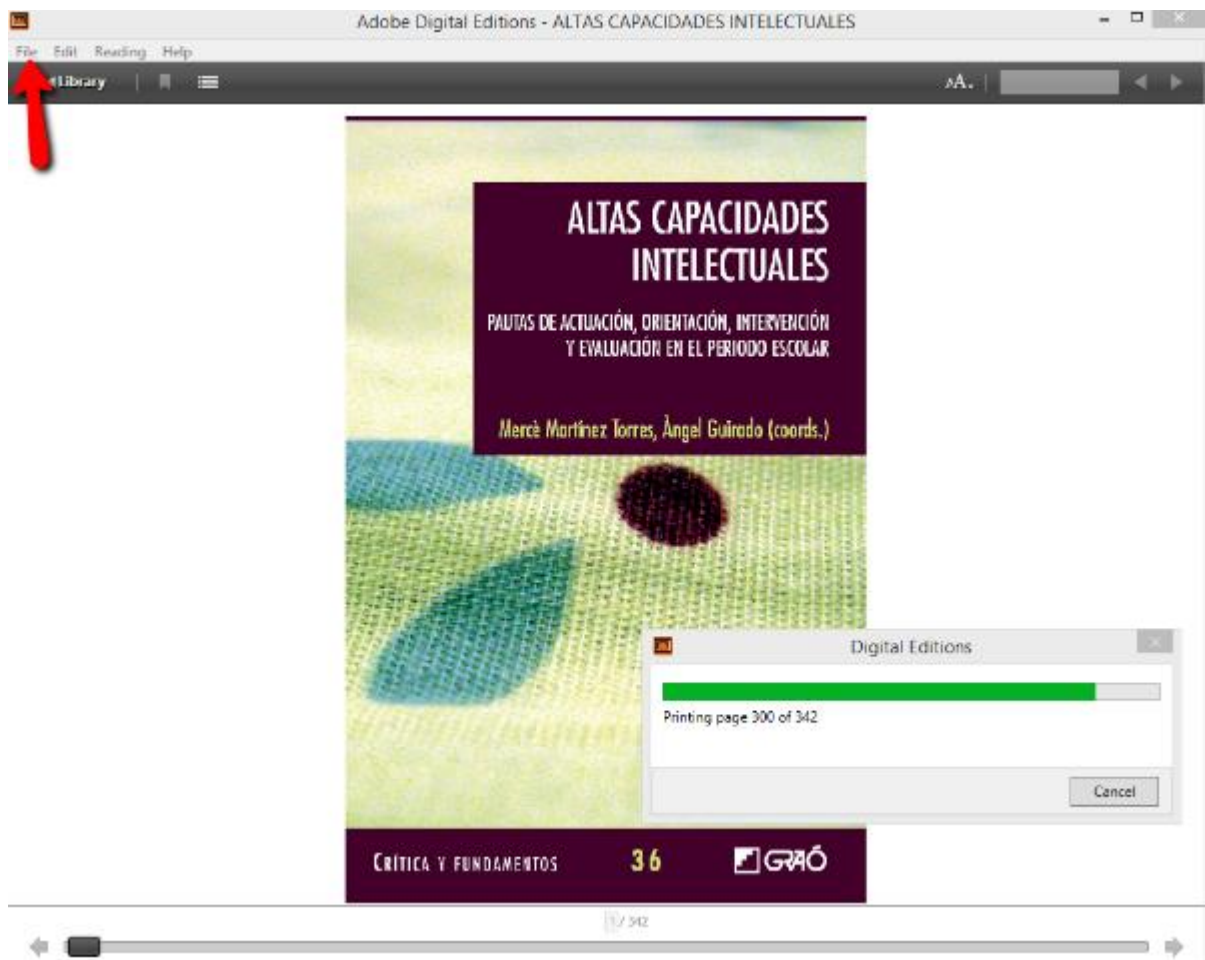 Adobe Digital Editions - ALTAS CAPACIDADES INTELECTUALES
File Edit Reading Help
Library
AA
ALTAS CAPACIDADES
INTELECTUALES
PAUTAS DE ACTUACIÓN, ORIENTACIÓN, INTERVENCIÓN
Y EVALUACIÓN EN EL PERIODO ESCOLAR
Mercè Martínez Torres, Àngel Guirado (coords.)
Digital Editions
Printing page 300 of 342
Cancel
CRÍTICA Y FUNDAMENTOS 36 GRAÓ
1 / 342